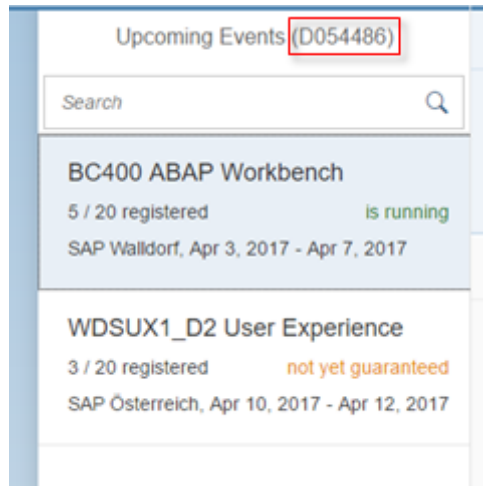 Upcoming Events (D054486)
Search
BC400 ABAP Workbench
5 / 20 registered is running
SAP Walldorf, Apr 3, 2017 - Apr 7, 2017
WDSUX1_D2 User Experience
3 / 20 registered not yet guaranteed
SAP Österreich, Apr 10, 2017 - Apr 12, 2017